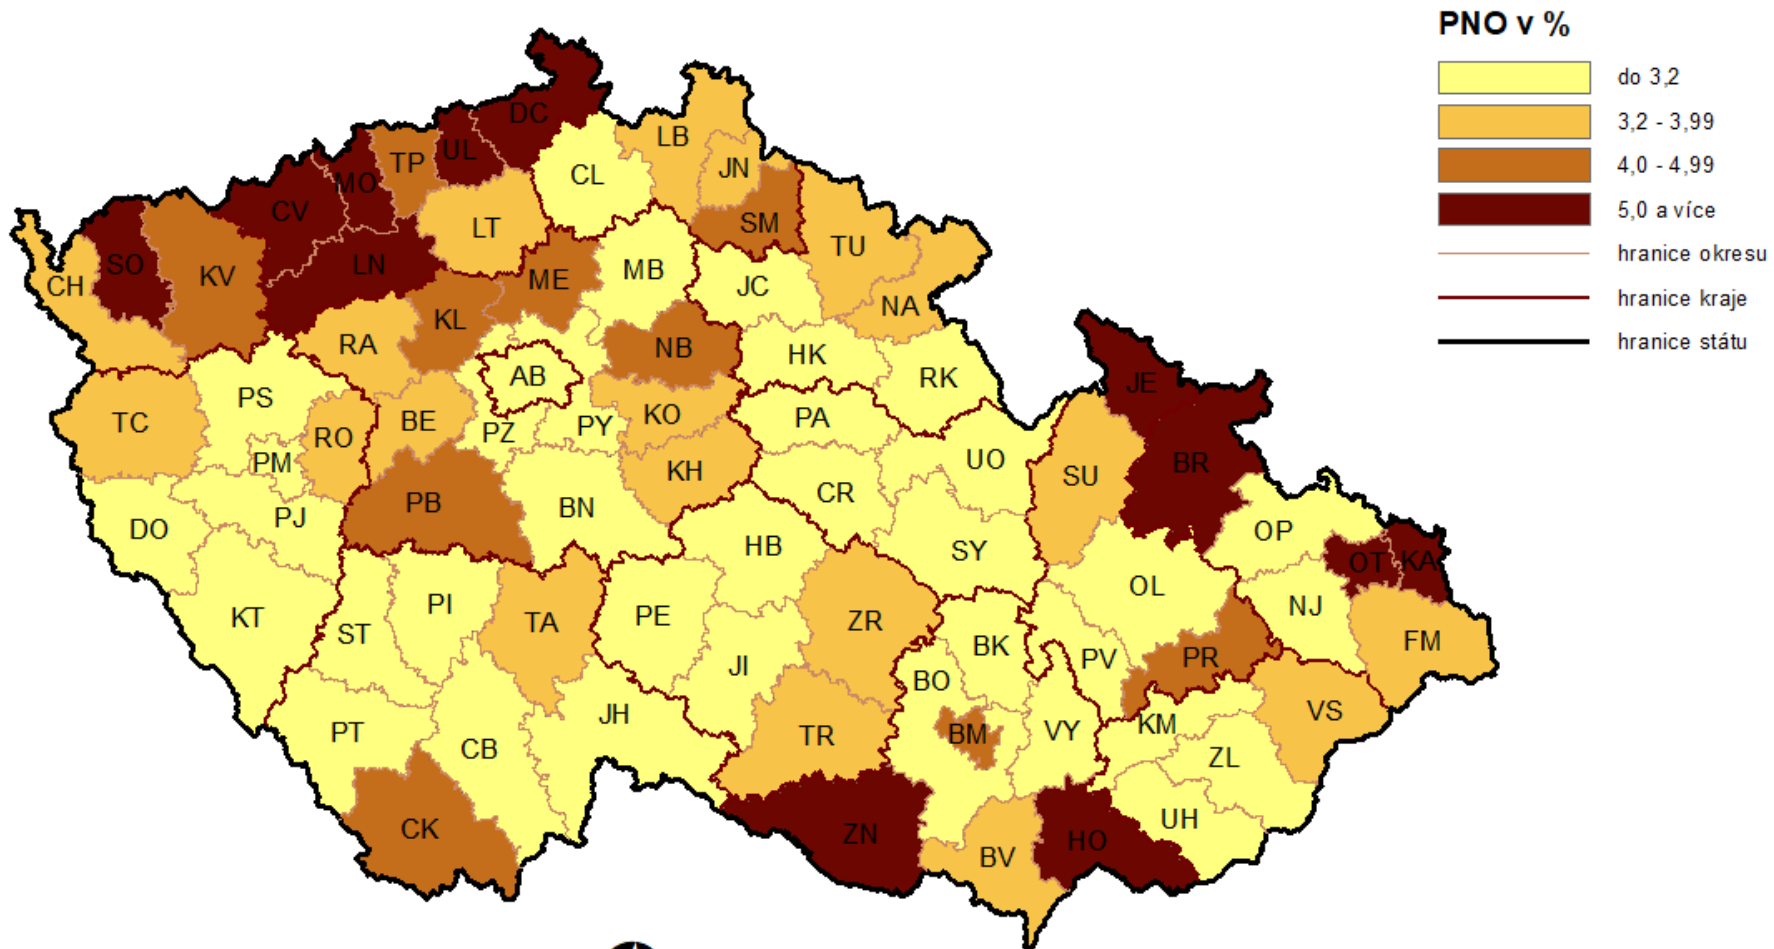 PNO v %
do 3,2
3,2 - 3,99
4,0 - 4,99
5,0 a více
hranice okresu
hranice kraje
hranice státu
DC
LB
UL
TP
JN
CL
MO
CV
SM
LT
TU
SO
LN
KV
CH
ME
MB
JC
NA
KL
RA
NB
HK
AB
RK
JE
PS
TC
BE
KO
PA
RO
PZ
PY
PM
UO
BR
KH
SU
CR
PB
BN
PJ
DO
OP
HB
SY
OT
KA
OL
PI
NJ
KT
PE
TA
ZR
ST
BK
FM
PV
PR
JI
BO
VS
JH
KM
PT
TR
BM
VY
CB
ZL
UH
CK
ZN
HO
BV